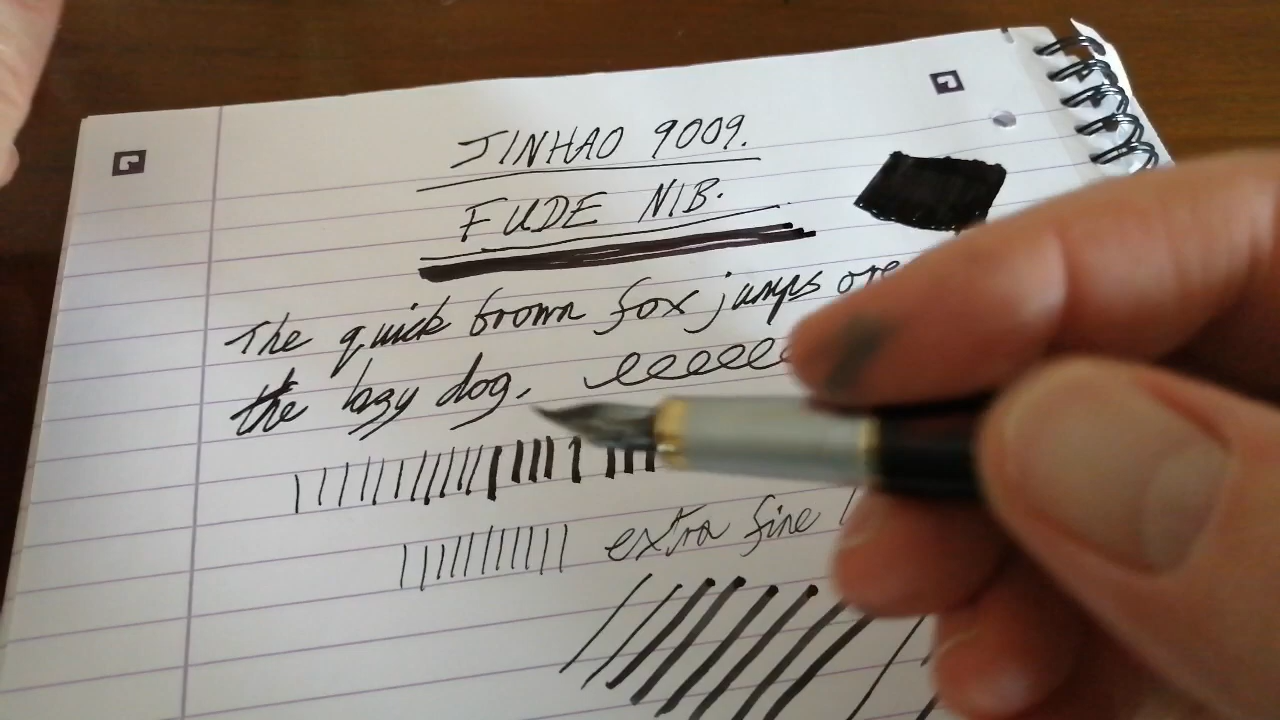 JINHAO 9009.
FUDE NIB.
The quick brown fox jumps
the lazy dog.
extra fine